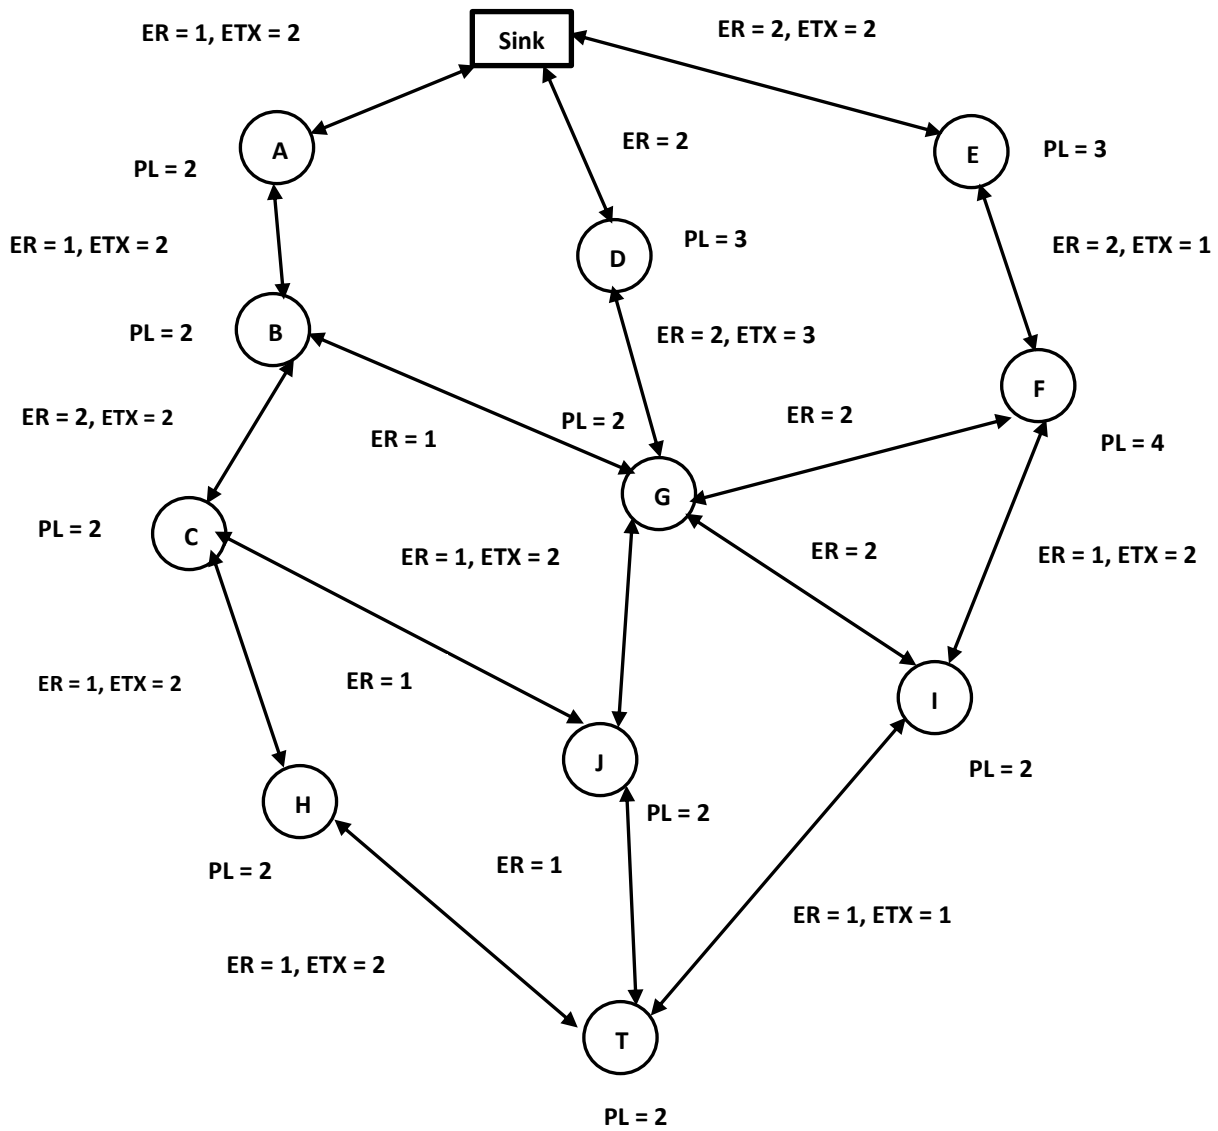 ER = 1, ETX = 2
Sink
ER = 2, ETX = 2
A
ER = 2
E
PL = 3
PL = 2
ER = 1, ETX = 2
D
PL = 3
ER = 2, ETX = 1
PL = 2
B
ER = 2, ETX = 3
F
ER = 2, ETX = 2
ER = 1
PL = 2
ER = 2
PL = 4
G
PL = 2
C
ER = 1, ETX = 2
ER = 2
ER = 1, ETX = 2
ER = 1, ETX = 2
ER = 1
I
J
PL = 2
H
PL = 2
PL = 2
ER = 1
ER = 1, ETX = 1
ER = 1, ETX = 2
T
PL = 2